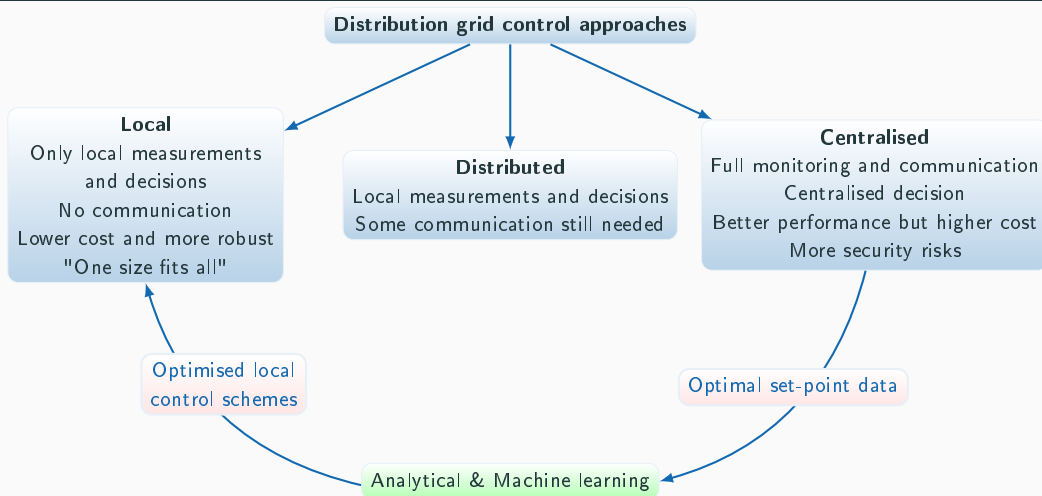 Distribution grid control approaches
Local
Only local measurements
and decisions
No communication
Lower cost and more robust
"One size fits all"
Distributed
Local measurements and decisions
Some communication still needed
Centralised
Full monitoring and communication
Centralised decision
Better performance but higher cost
More security risks
Optimised local
control schemes
Optimal set-point data
Analytical & Machine learning